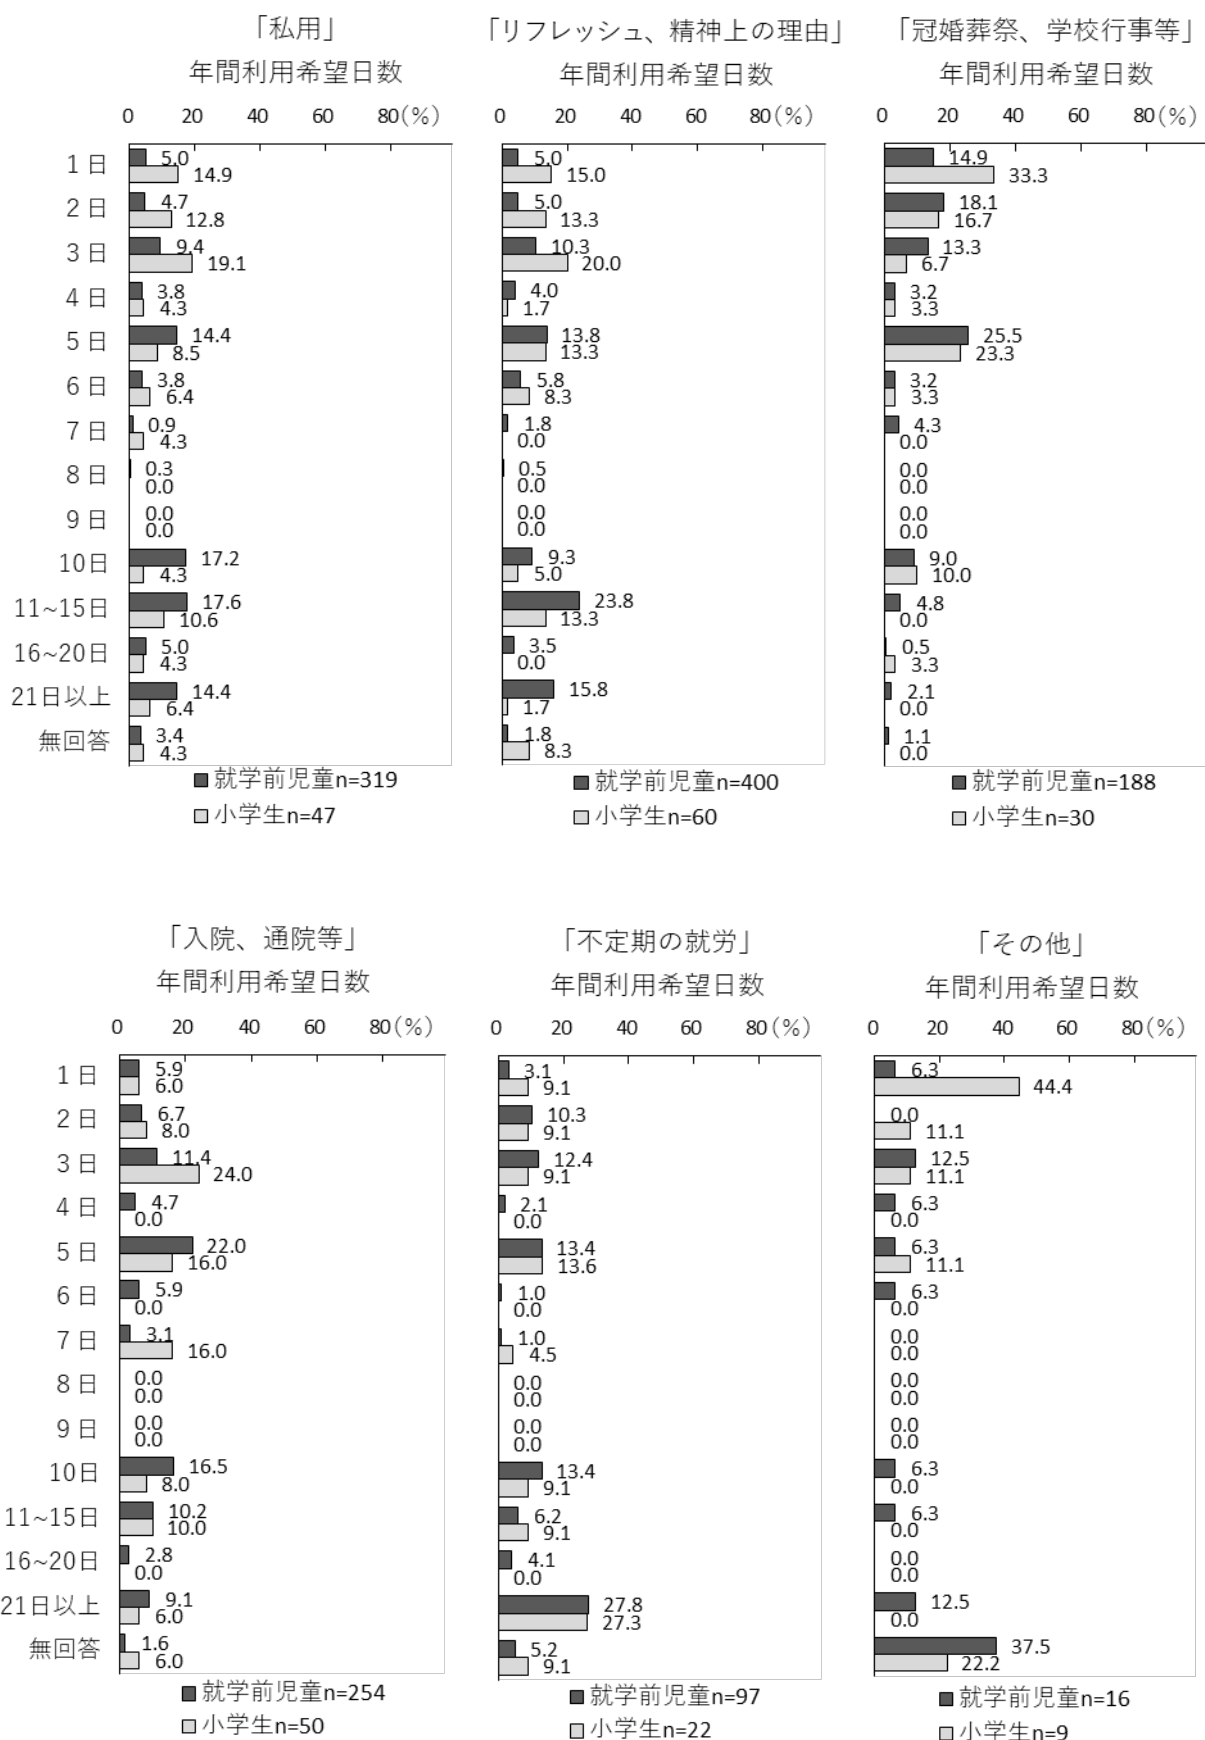 「私用」
年間利用希望日数
0 20 40 60 80(%)
1日 5.0 14.9
2日 4.7 12.8
3日 9.4 19.1
4日 3.8 4.3
5日 14.4 8.5
6日 3.8 6.4
7日 0.9 4.3
8日 0.3 0.0
9日 0.0 0.0
10日 17.2 4.3
11~15日 17.6 10.6
16~20日 5.0 4.3
21日以上 14.4 6.4
無回答 3.4 4.3
就学前児童n=319
小学生n=47
「リフレッシュ、精神上の理由」
年間利用希望日数
0 20 40 60 80(%)
5.0 15.0
5.0 13.3
10.3 20.0
4.0 1.7
13.8 13.3
5.8 8.3
1.8 0.0
0.5 0.0
0.0 0.0
9.3 5.0
23.8 13.3
3.5 0.0
15.8 1.7
1.8 8.3
就学前児童n=400
小学生n=60
「冠婚葬祭、学校行事等」
年間利用希望日数
0 20 40 60 80(%)
14.9 33.3
18.1 16.7
13.3 6.7
3.2 3.3
25.5 23.3
3.2 3.3
4.3 0.0
0.0 0.0
0.0 0.0
9.0 10.0
4.8 0.0
0.5 3.3
2.1 0.0
1.1 0.0
就学前児童n=188
小学生n=30
「入院、通院等」
年間利用希望日数
0 20 40 60 80(%)
1日 5.9 6.0
2日 6.7 8.0
3日 11.4 24.0
4日 4.7 0.0
5日 22.0 16.0
6日 5.9 0.0
7日 3.1 16.0
8日 0.0 0.0
9日 0.0 0.0
10日 16.5 8.0
11~15日 10.2 10.0
16~20日 2.8 0.0
21日以上 9.1 6.0
無回答 1.6 6.0
就学前児童n=254
小学生n=50
「不定期の就労」
年間利用希望日数
0 20 40 60 80(%)
3.1 9.1
10.3 9.1
12.4 9.1
2.1 0.0
13.4 13.6
1.0 0.0
1.0 4.5
0.0 0.0
0.0 0.0
13.4 9.1
6.2 9.1
4.1 0.0
27.8 27.3
5.2 9.1
就学前児童n=97
小学生n=22
「その他」
年間利用希望日数
0 20 40 60 80(%)
6.3 44.4
0.0 11.1
12.5 11.1
6.3 0.0
6.3 11.1
6.3 0.0
0.0 0.0
0.0 0.0
0.0 0.0
6.3 0.0
6.3 0.0
0.0 0.0
12.5 0.0
37.5 22.2
就学前児童n=16
小学生n=9